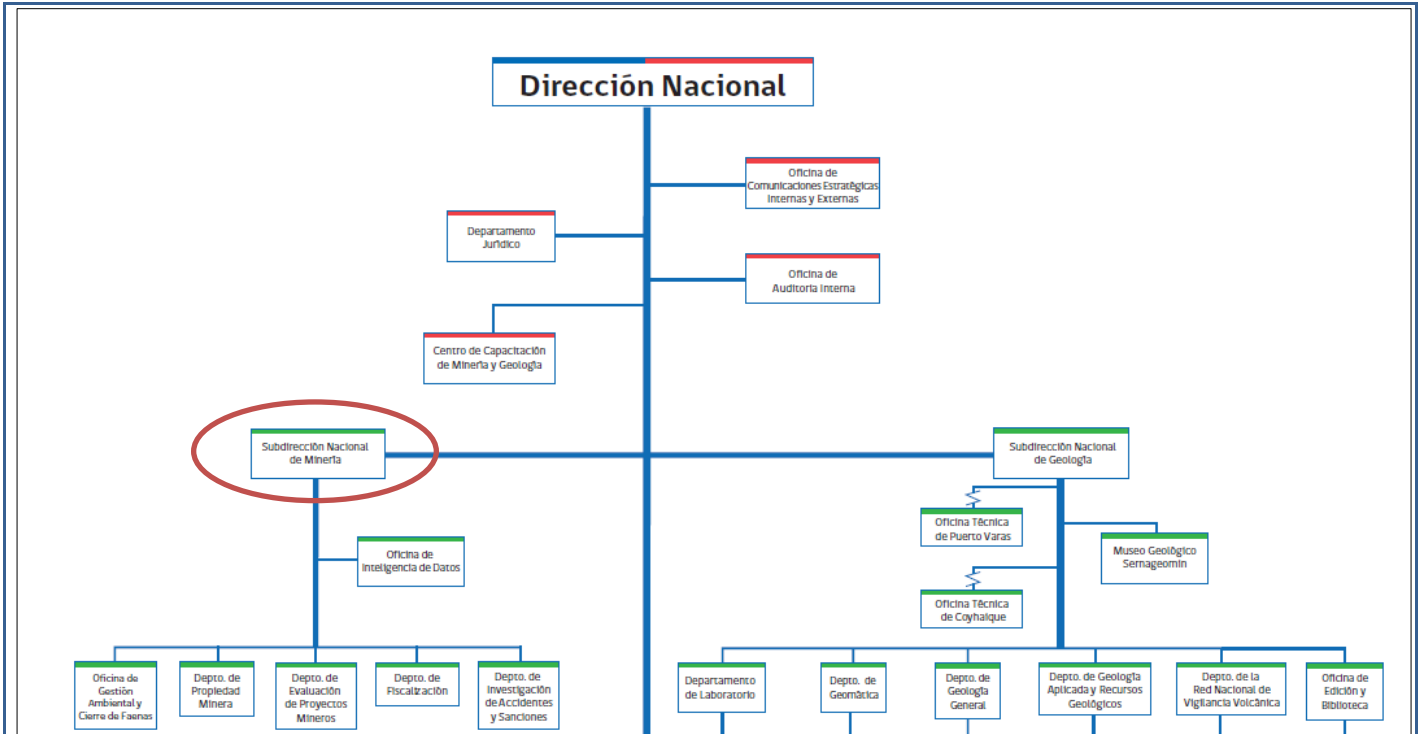 Dirección Nacional
Oficina de
Comunicaciones Estratégicas
Internas y Externas
Departamento
Jurídico
Oficina de
Auditoría Interna
Centro de Capacitación
de Minería y Geología
Subdirección Nacional
de Minería
Subdirección Nacional
de Geología
Oficina Técnica
de Puerto Varas
Museo Geológico
Sernageomin
Oficina de
Inteligencia de Datos
Oficina Técnica
de Coyhaique
Oficina de
Gestión
Ambiental y
Cierre de Faenas
Depto. de
Propiedad
Minera
Depto. de
Evaluación
de Proyectos
Mineros
Depto. de
Fiscalización
Depto. de
Investigación
de Accidentes
y Sanciones
Departamento
de Laboratorio
Depto. de
Geomática
Depto. de
Geología
General
Depto. de Geología
Aplicada y Recursos
Geológicos
Depto. de la
Red Nacional de
Vigilancia Volcánica
Oficina de
Edición y
Biblioteca